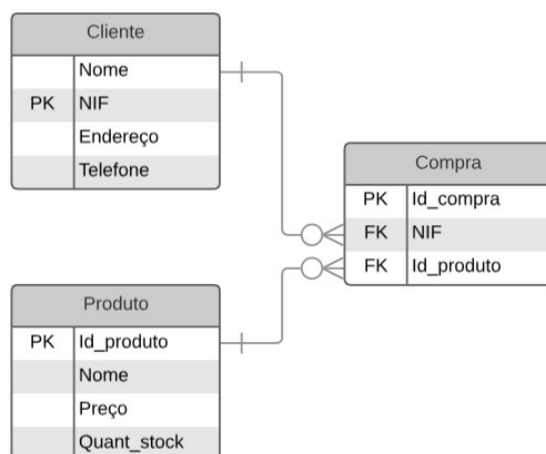 Cliente
Nome
PK NIF
Endereço
Telefone
Compra
PK Id_compra
FK NIF
FK Id_produto
Produto
PK Id_produto
Nome
Preço
Quant_stock